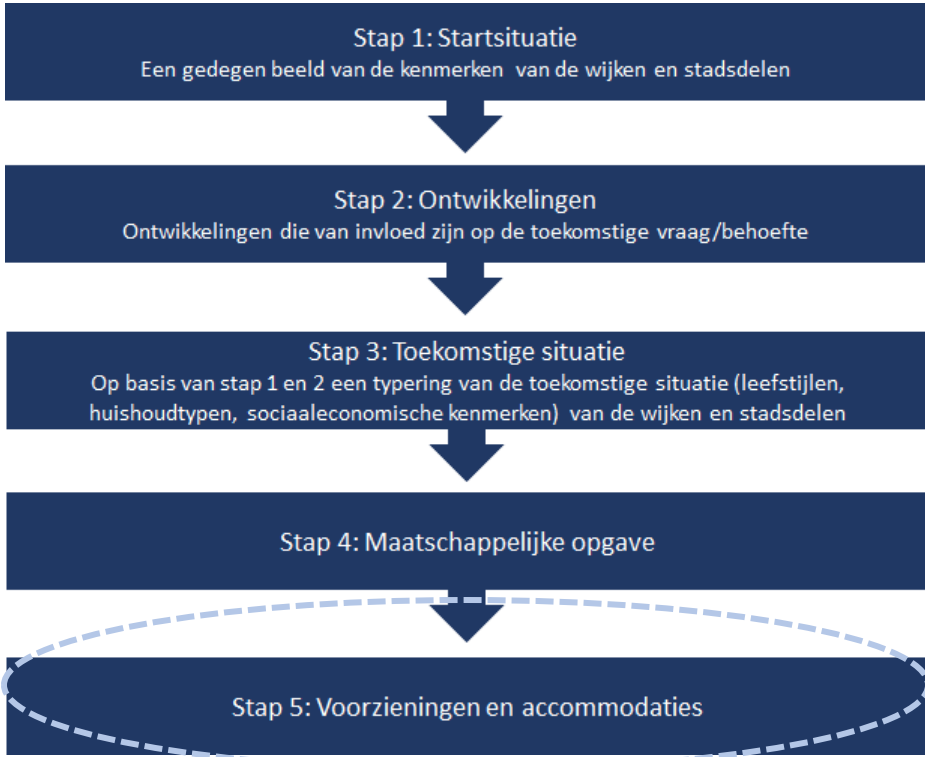 Stap 1: Startsituatie
Een gedegen beeld van de kenmerken van de wijken en stadsdelen
Stap 2: Ontwikkelingen
Ontwikkelingen die van invloed zijn op de toekomstige vraag/behoefte
Stap 3: Toekomstige situatie
Op basis van stap 1 en 2 een typering van de toekomstige situatie (leefstijlen,
huishoudtypen, sociaaleconomische kenmerken) van de wijken en stadsdelen
Stap 4: Maatschappelijke opgave
Stap 5: Voorzieningen en accommodaties